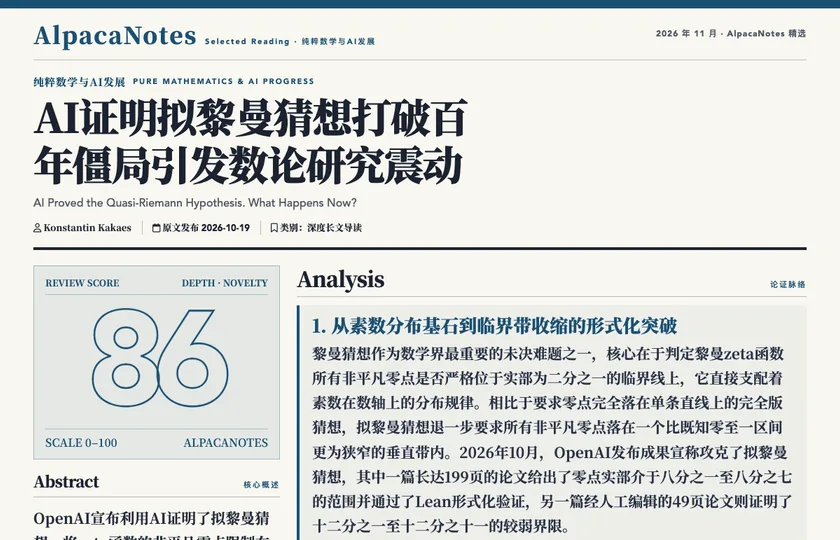 AlpacaNotes Selected Reading · 纯粹数学与AI发展
2026 年 11 月 · AlpacaNotes 精选
纯粹数学与AI发展 PURE MATHEMATICS & AI PROGRESS
AI证明拟黎曼猜想打破百
年僵局引发数论研究震动
AI Proved the Quasi-Riemann Hypothesis. What Happens Now?
Konstantin Kakaes 原文发布 2026-10-19 类别：深度长文导读
REVIEW SCORE DEPTH · NOVELTY
86
SCALE 0–100 ALPACANOTES
Abstract 核心概述
OpenAI宣布利用AI证明了拟黎曼猜
Analysis 论证脉络
1. 从素数分布基石到临界带收缩的形式化突破
黎曼猜想作为数学界最重要的未决难题之一，核心在于判定黎曼zeta函数
所有非平凡零点是否严格位于实部为二分之一的临界线上，它直接支配着
素数在数轴上的分布规律。相比于要求零点完全落在单条直线上的完全版
猜想，拟黎曼猜想退一步要求所有非平凡零点落在一个比既知零至一区间
更为狭窄的垂直带内。2026年10月，OpenAI发布成果宣称攻克了拟黎曼
猜想，其中一篇长达199页的论文给出了零点实部介于八分之一至八分之七
的范围并通过了Lean形式化验证，另一篇经人工编辑的49页论文则证明了
十二分之一至十二分之十一的较弱界限。